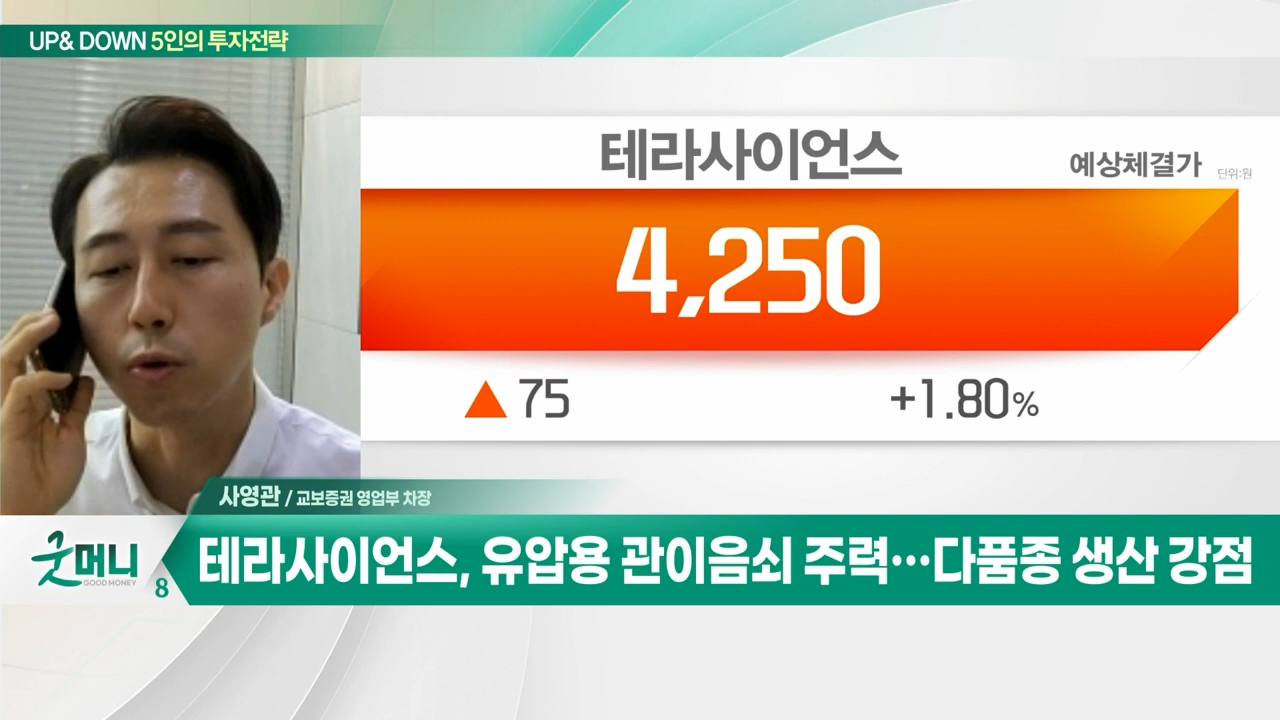 UP& DOWN 5인의 투자전략
테라사이언스
예상체결가
단위:원
4,250
▲ 75
+1.80%
사영관 / 교보증권 영업부 차장
굿머니
GOOD MONEY
8
테라사이언스, 유압용 관이음쇠 주력…다품종 생산 강점